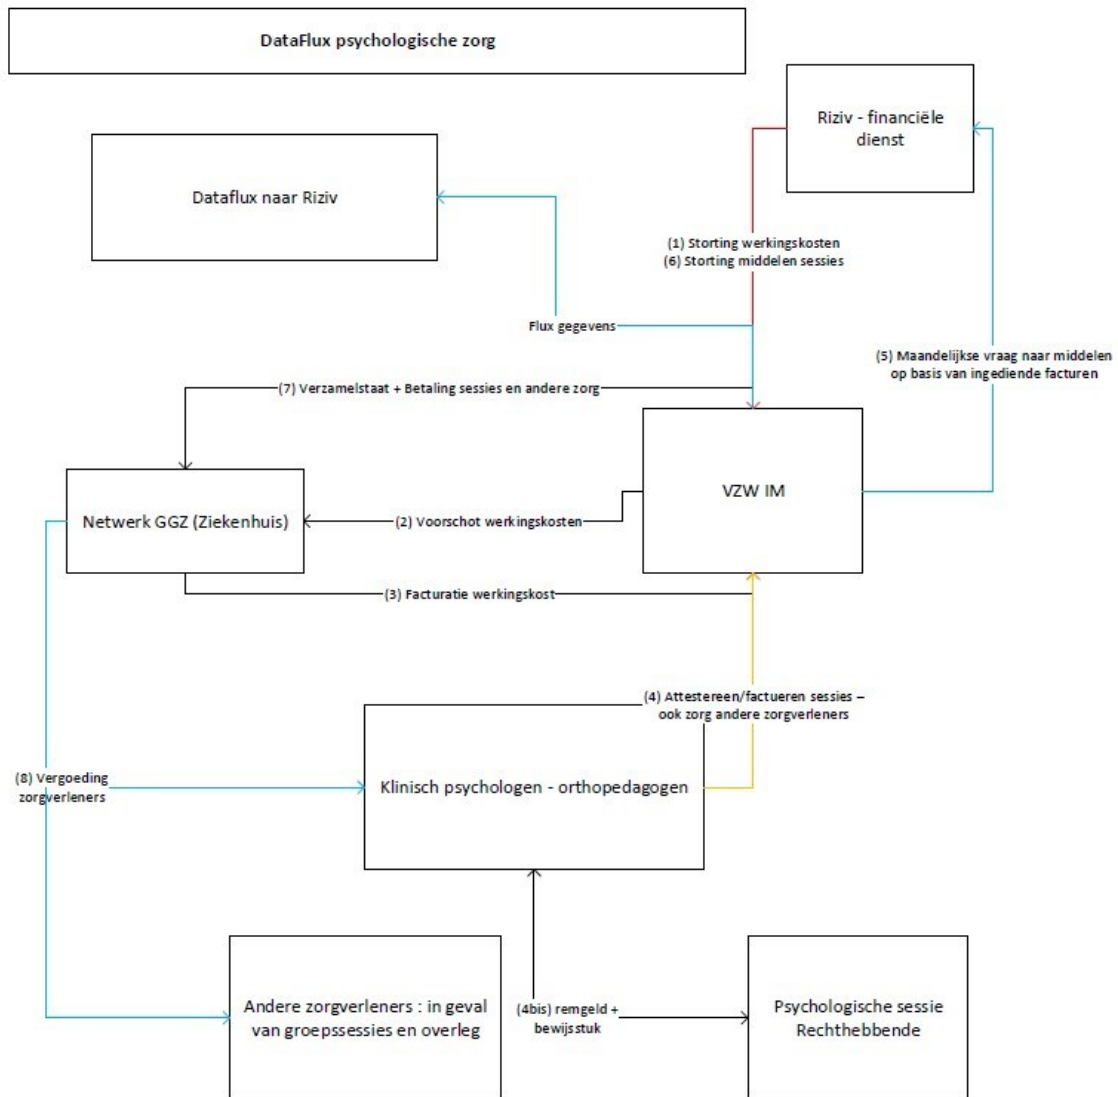 DataFlux psychologische zorg
Riziv - financiële
dienst
Dataflux naar Riziv
(1) Storting werkingskosten
(6) Storting middelen sessies
Flux gegevens
(5) Maandelijkse vraag naar middelen
op basis van ingediende facturen
(7) Verzamelstaat + Betaling sessies en andere zorg
VZW IM
Netwerk GGZ (Ziekenhuis)
(2) Voorschot werkingskosten
(3) Facturatie werkingskost
(4) Attestereen/factueren sessies –
ook zorg andere zorgverleners
(8) Vergoeding
zorgverleners
Klinisch psychologen - orthopedagogen
Andere zorgverleners : in geval
van groepssessies en overleg
(4bis) remgeld +
bewijsstuk
Psychologische sessie
Rechthebbende